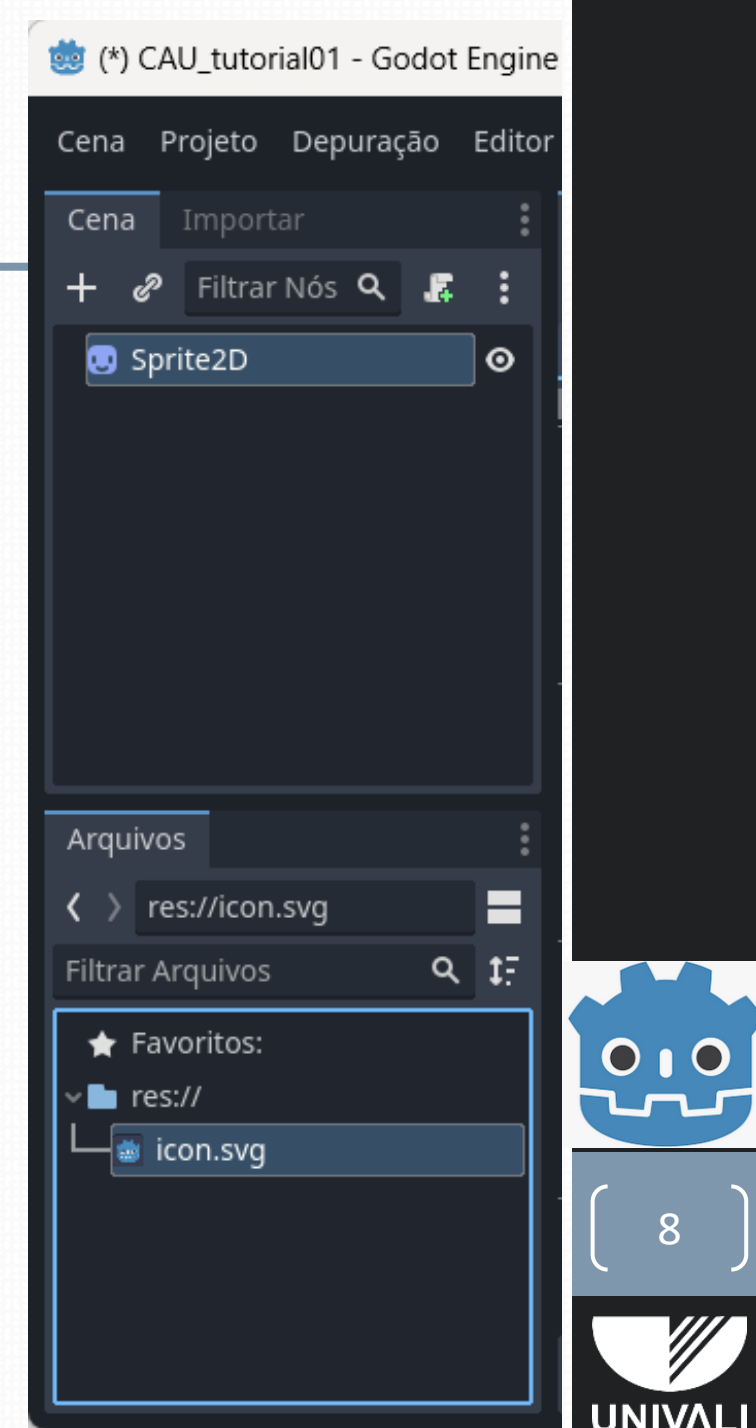 (*) CAU_tutorial01 - Godot Engine
Cena Projeto Depuração Editor
Cena Importar
Filtrar Nós
Sprite2D
Arquivos
res://icon.svg
Filtrar Arquivos
Favoritos:
res://
icon.svg
8
UNIVALI